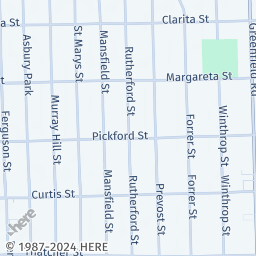 Clarita St
Greenfield Rd
Asbury Park
St Marys St
Mansfield St
Rutherford St
Margareta St
Ferguson St
Murray Hill St
Pickford St
Forrer St
Winthrop St
Curtis St
Mansfield St
Rutherford St
Prevost St
Forrer St
Winthrop St
Thatcher St
© 1987-2024 HERE